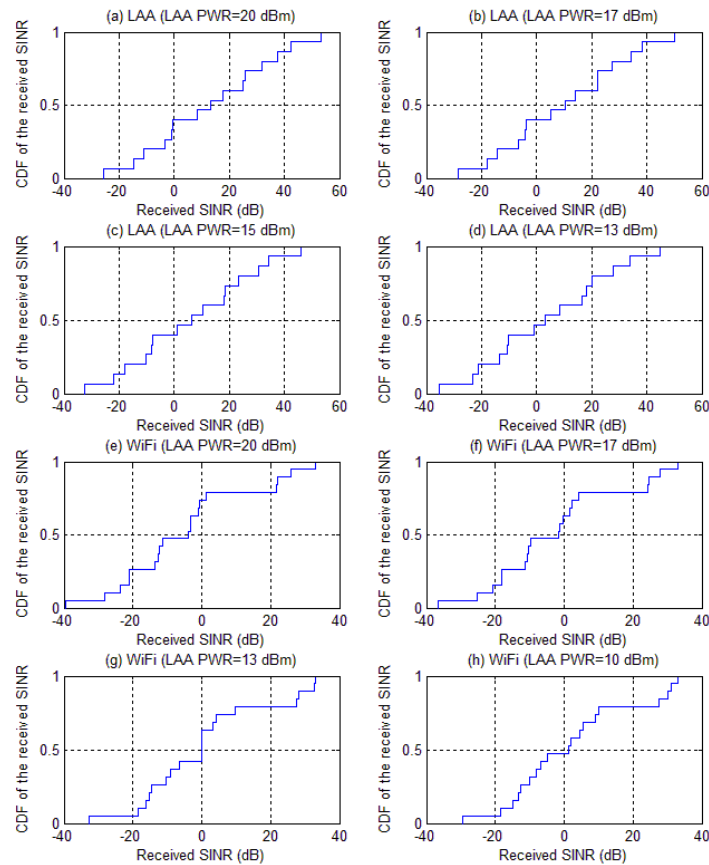 (a) LAA (LAA PWR=20 dBm)
CDF of the received SINR
1
0.5
0
-40 -20 0 20 40 60
Received SINR (dB)
(b) LAA (LAA PWR=17 dBm)
CDF of the received SINR
1
0.5
0
-40 -20 0 20 40 60
Received SINR (dB)
(c) LAA (LAA PWR=15 dBm)
CDF of the received SINR
1
0.5
0
-40 -20 0 20 40 60
Received SINR (dB)
(d) LAA (LAA PWR=13 dBm)
CDF of the received SINR
1
0.5
0
-40 -20 0 20 40 60
Received SINR (dB)
(e) WiFi (LAA PWR=20 dBm)
CDF of the received SINR
1
0.5
0
-40 -20 0 20 40
Received SINR (dB)
(f) WiFi (LAA PWR=17 dBm)
CDF of the received SINR
1
0.5
0
-40 -20 0 20 40
Received SINR (dB)
(g) WiFi (LAA PWR=13 dBm)
CDF of the received SINR
1
0.5
0
-40 -20 0 20 40
Received SINR (dB)
(h) WiFi (LAA PWR=10 dBm)
CDF of the received SINR
1
0.5
0
-40 -20 0 20 40
Received SINR (dB)